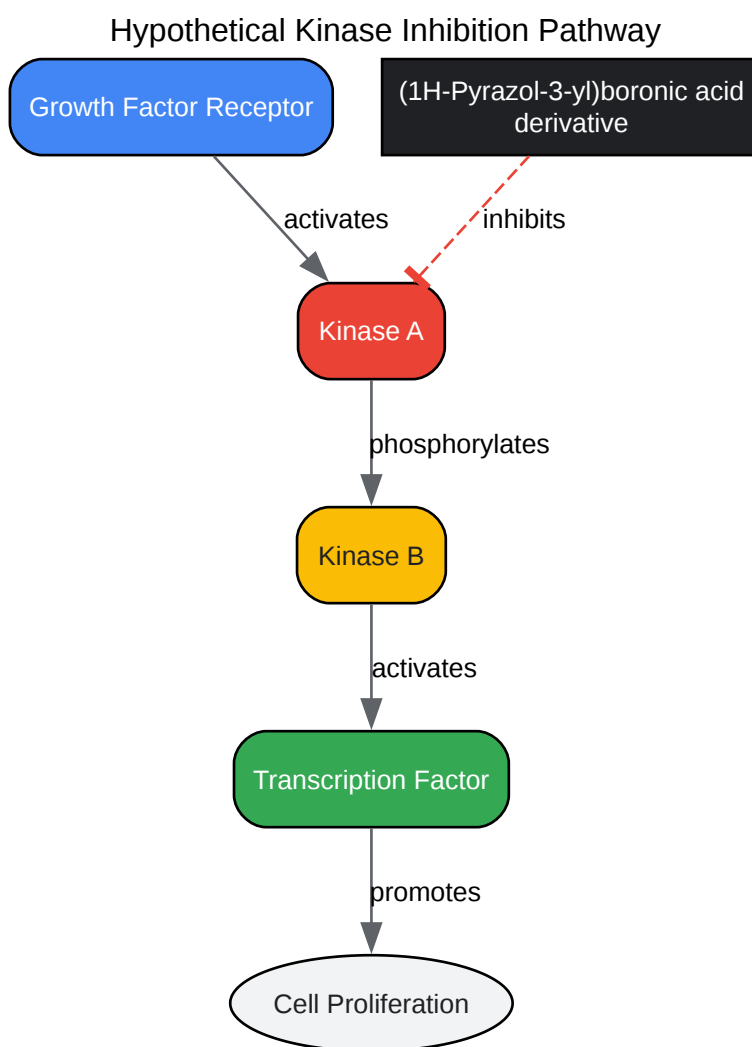 Hypothetical Kinase Inhibition Pathway
Growth Factor Receptor
(1H-Pyrazol-3-yl)boronic acid
derivative
activates
inhibits
Kinase A
phosphorylates
Kinase B
activates
Transcription Factor
promotes
Cell Proliferation